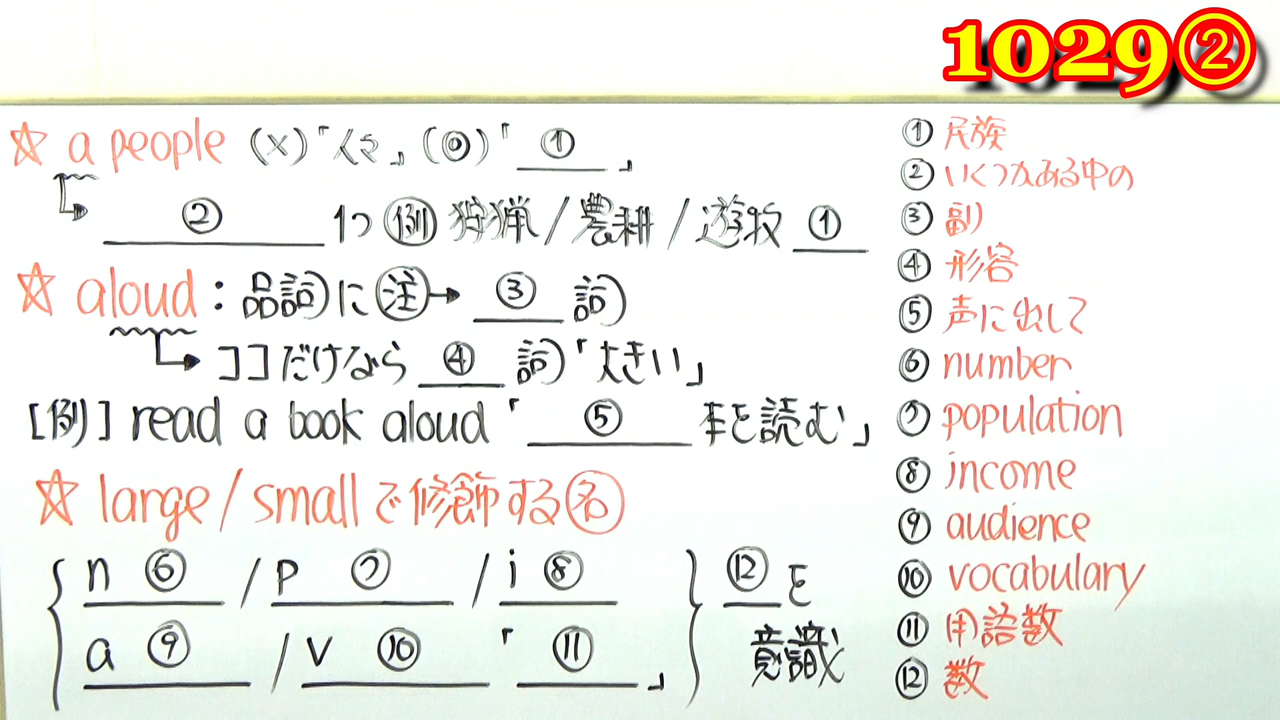 1029②
☆ a people (×)「人々」(◎)「 ① 」
② 1つ 例 狩猟/農耕/遊牧 ①
☆ aloud : 品詞に注→ ③ 詞
ココだけなら ④ 詞「大きい」
[例] read a book aloud 「 ⑤ 本を読む」
☆ large/small で修飾する名
n ⑥ / p ⑦ / i ⑧
a ⑨ / v ⑩ 「 ⑪ 」
⑫ を
意識
① 民族
② いくつかある中の
③ 副
④ 形容
⑤ 声に出して
⑥ number
⑦ population
⑧ income
⑨ audience
⑩ vocabulary
⑪ 用語数
⑫ 数